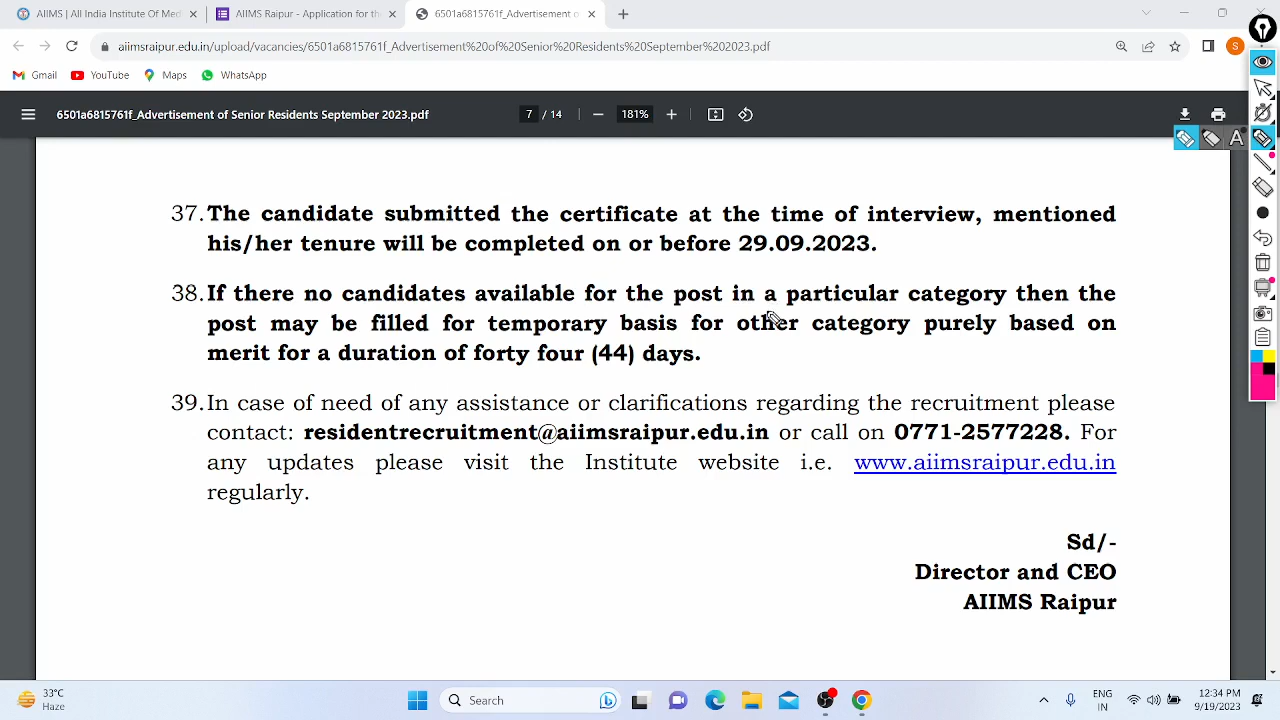 AIIMS | All India Institute Of Med
AIIMS Raipur - Application for th
6501a6815761f_Advertisement o
aiimsraipur.edu.in/upload/vacancies/6501a6815761f_Advertisement%20of%20Senior%20Residents%20September%202023.pdf
S
Gmail
YouTube
Maps
WhatsApp
6501a6815761f_Advertisement of Senior Residents September 2023.pdf
7 / 14
181%
A
37. The candidate submitted the certificate at the time of interview, mentioned
his/her tenure will be completed on or before 29.09.2023.
38. If there no candidates available for the post in a particular category then the
post may be filled for temporary basis for other category purely based on
merit for a duration of forty four (44) days.
39. In case of need of any assistance or clarifications regarding the recruitment please
contact: residentrecruitment@aiimsraipur.edu.in or call on 0771-2577228. For
any updates please visit the Institute website i.e. www.aiimsraipur.edu.in
regularly.
Sd/-
Director and CEO
AIIMS Raipur
33°C
Haze
Search
ENG
IN
12:34 PM
9/19/2023